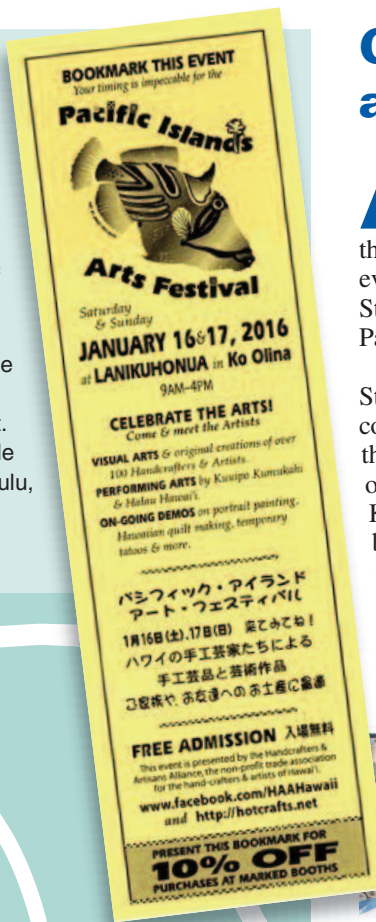 BOOKMARK THIS EVENT
Your timing is impeccable for the
Pacific Islands
Arts Festival
Saturday
& Sunday
JANUARY 16&17, 2016
at LANIKUHONUA in Ko Olina
9AM–4PM
CELEBRATE THE ARTS!
Come & meet the Artists
VISUAL ARTS & original creations of over
100 Handcrafters & Artists.
PERFORMING ARTS by Kuuipo Kumukahi
& Halau Hawai'i.
ON-GOING DEMOS on portrait painting,
Hawaiian quilt making, temporary
tatoos & more.
パシフィック・アイランド
アート・フェスティバル
1月16日(土),17日(日) 来てみてね!
ハワイの手工芸家たちによる
手工芸品と芸術作品
ご家族や、お友達へのお土産に最適
FREE ADMISSION 入場無料
This event is presented by the Handcrafters &
Artisans Alliance, the non-profit trade association
for the hand-crafters & artists of Hawai'i.
www.facebook.com/HAAHawaii
and http://hotcrafts.net
PRESENT THIS BOOKMARK FOR
10% OFF
PURCHASES AT MARKED BOOTHS